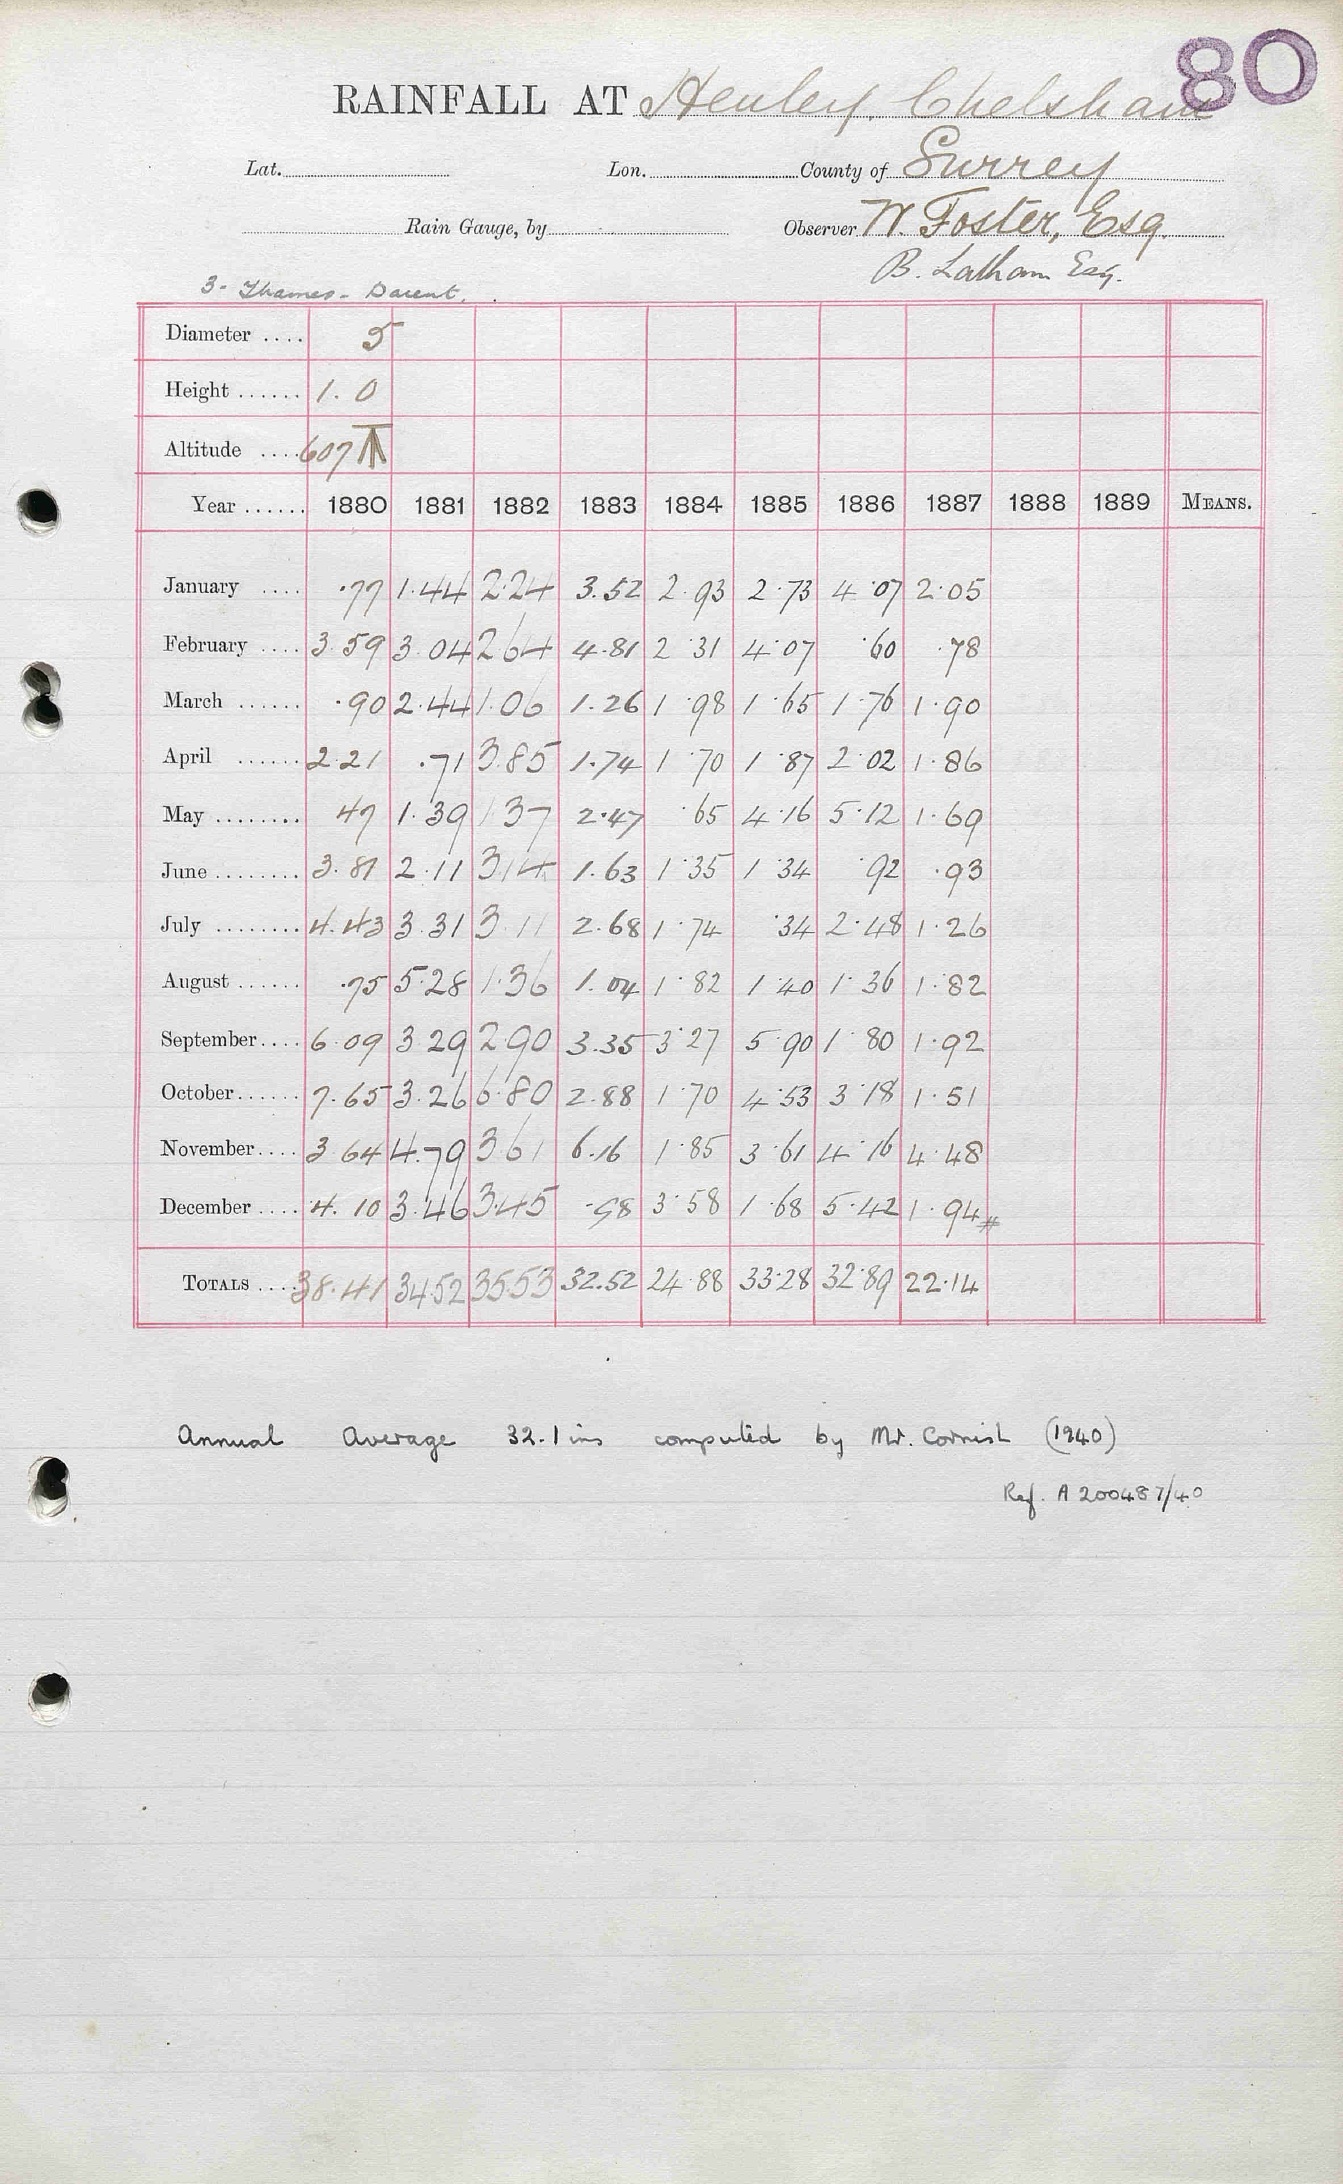 80
RAINFALL AT Henley, Chelsham
Lat. Lon. County of Surrey
Rain Gauge, by Observer W. Foster, Esq.
B. Latham Esq.
3 - Thames - Darent.
Diameter .... 5
Height ...... 1.0
Altitude .... 607
Year ...... 1880 1881 1882 1883 1884 1885 1886 1887 1888 1889 MEANS.
January .... .77 1.44 2.24 3.52 2.93 2.73 4.07 2.05
February .... 3.59 3.04 2.64 4.81 2.31 4.07 .60 .78
March ...... .90 2.44 1.06 1.26 1.98 1.65 1.76 1.90
April ...... 2.21 .71 3.85 1.74 1.70 1.87 2.02 1.86
May ........ 47 1.39 1.37 2.47 .65 4.16 5.12 1.69
June ........ 3.81 2.11 3.14 1.63 1.35 1.34 .92 .93
July ........ 4.43 3.31 3.11 2.68 1.74 .34 2.48 1.26
August ...... .75 5.28 1.36 1.04 1.82 1.40 1.36 1.82
September.... 6.09 3.29 2.90 3.35 3.27 5.90 1.80 1.92
October...... 7.65 3.26 6.80 2.88 1.70 4.53 3.18 1.51
November.... 3.64 4.79 3.61 6.16 1.85 3.61 4.16 4.48
December .... 4.10 3.46 3.45 .98 3.58 1.68 5.42 1.94#
TOTALS .... 38.41 34.52 35.53 32.52 24.88 33.28 32.89 22.14
Annual Average 32.1 ins computed by Mr. Cornish (1940)
Ref. A 200487/40